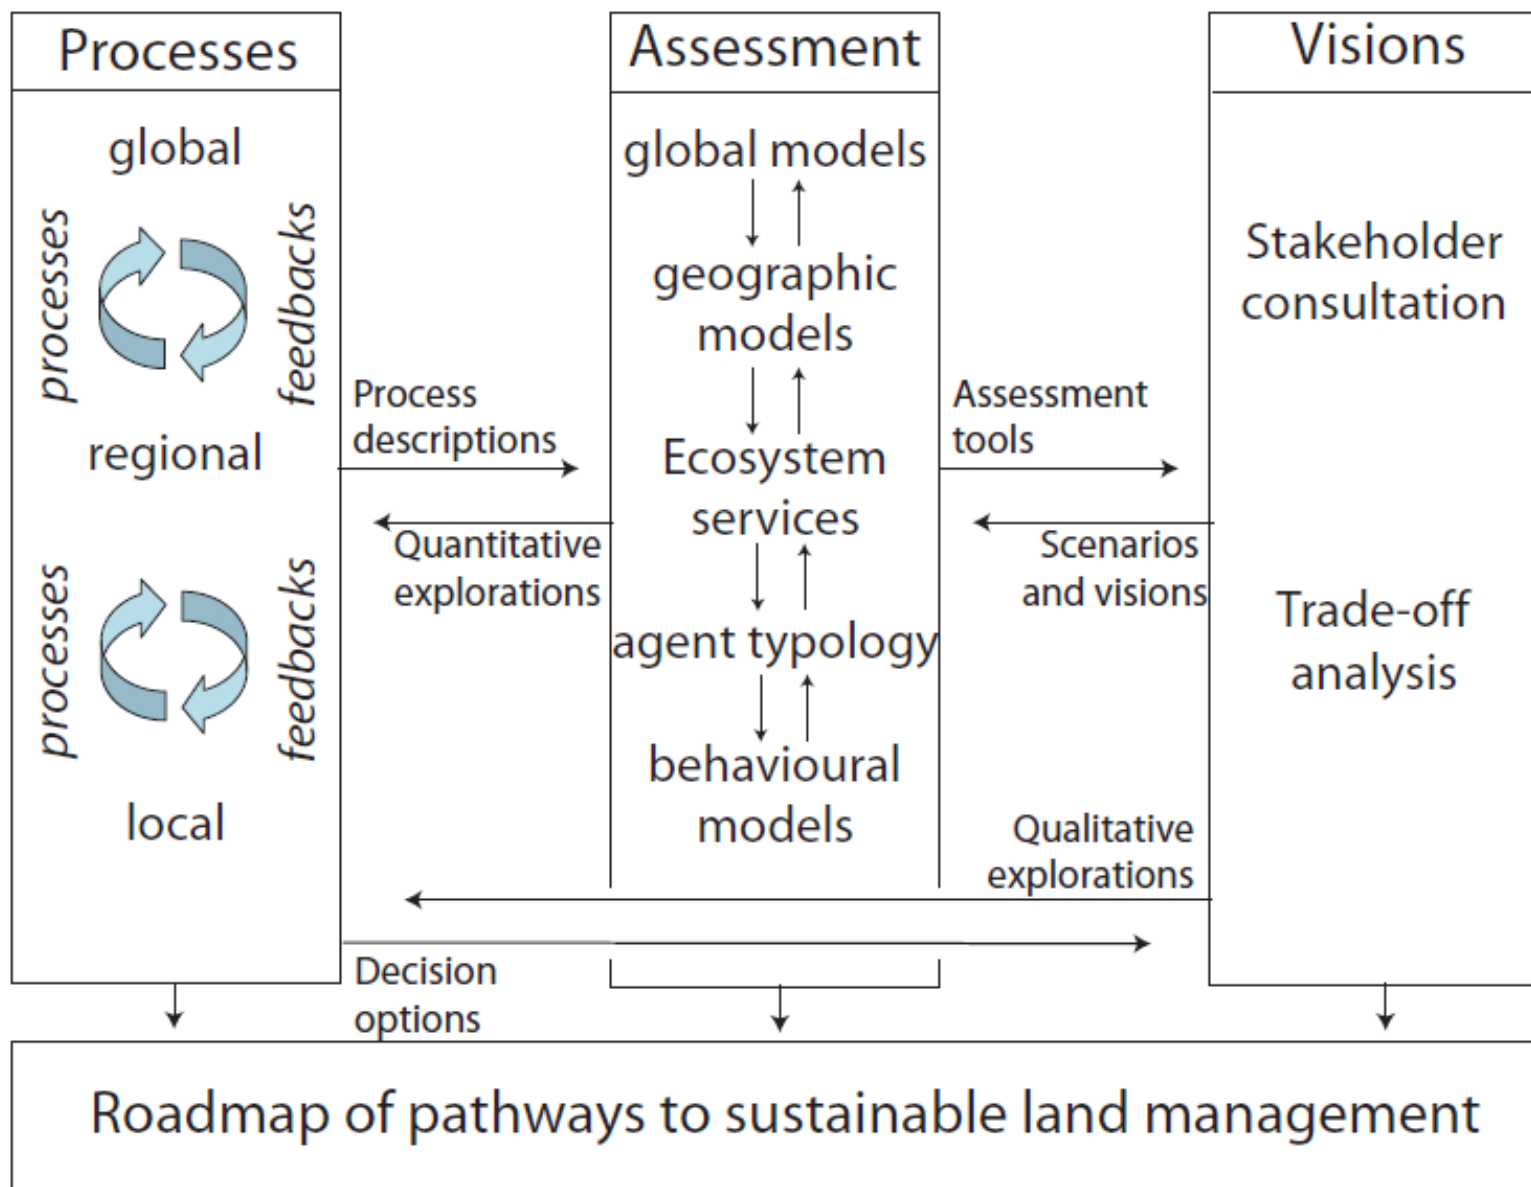 Processes
global
processes
feedbacks
regional
processes
feedbacks
local
Process
descriptions
Quantitative
explorations
Assessment
global models
geographic
models
Ecosystem
services
agent typology
behavioural
models
Assessment
tools
Scenarios
and visions
Visions
Stakeholder
consultation
Trade-off
analysis
Qualitative
explorations
Decision
options
Roadmap of pathways to sustainable land management